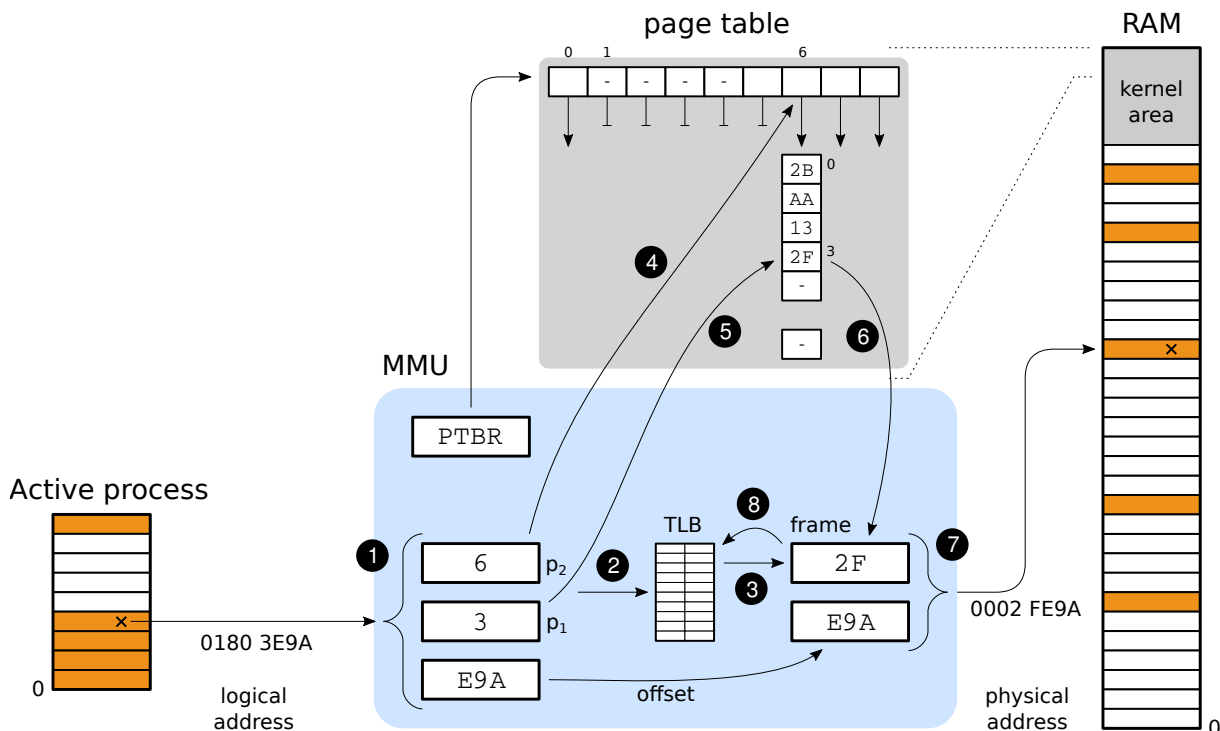 page table
RAM
0 1 6
- - - -
kernel
area
2B 0
AA
13
4
2F 3
-
5 6
-
MMU
PTBR
Active process
8
TLB frame
1 7
6 p2 2 2F
3
3 p1 E9A
0002 FE9A
0180 3E9A
E9A
0
offset
logical
address
physical
address
0